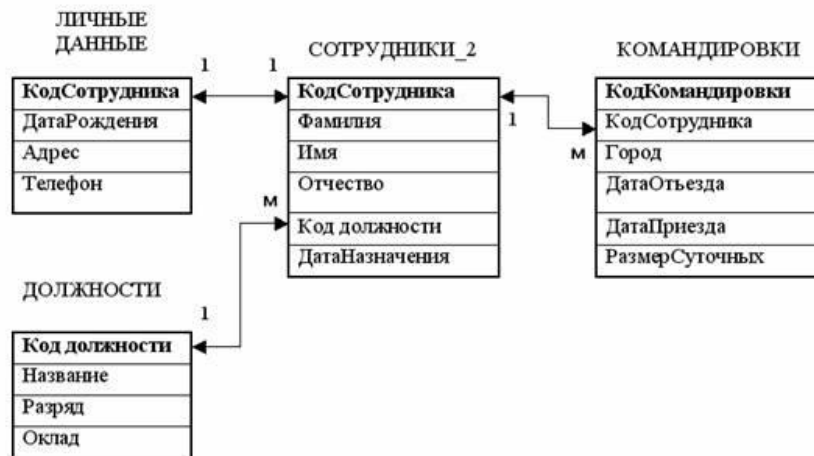 ЛИЧНЫЕ
ДАННЫЕ
1
КодСотрудника
ДатаРождения
Адрес
Телефон
СОТРУДНИКИ_2
1
КодСотрудника
1
Фамилия
Имя
Отчество
м
Код должности
ДатаНазначения
КОМАНДИРОВКИ
КодКомандировки
КодСотрудника
м
Город
ДатаОтьезда
ДатаПриезда
РазмерСуточных
ДОЛЖНОСТИ
1
Код должности
Название
Разряд
Оклад